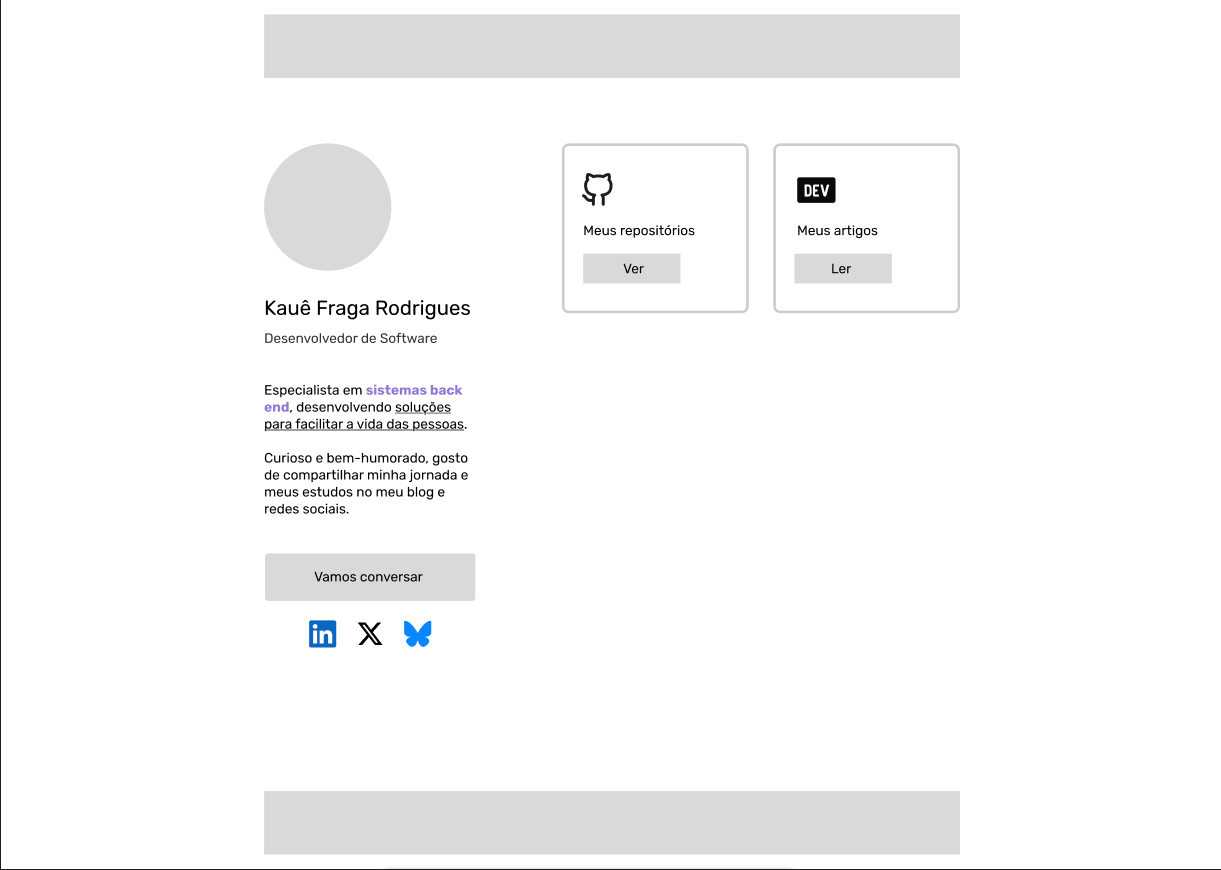 Kauê Fraga Rodrigues
Desenvolvedor de Software
Especialista em sistemas back
end, desenvolvendo soluções
para facilitar a vida das pessoas.
Curioso e bem-humorado, gosto
de compartilhar minha jornada e
meus estudos no meu blog e
redes sociais.
Vamos conversar
in
Meus repositórios
Ver
DEV
Meus artigos
Ler